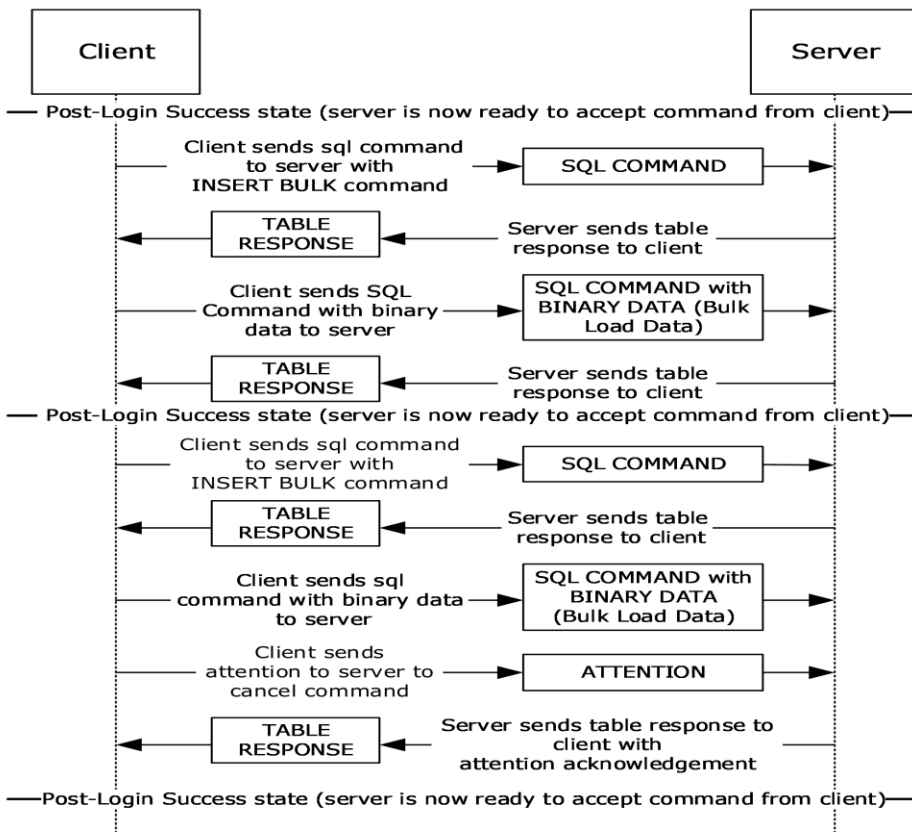 Client
Server
Post-Login Success state (server is now ready to accept command from client)
Client sends sql command
to server with
INSERT BULK command
SQL COMMAND
TABLE
RESPONSE
Server sends table
response to client
Client sends SQL
Command with binary
data to server
SQL COMMAND with
BINARY DATA (Bulk
Load Data)
TABLE
RESPONSE
Server sends table
response to client
Post-Login Success state (server is now ready to accept command from client)
Client sends sql command
to server with
INSERT BULK command
SQL COMMAND
TABLE
RESPONSE
Server sends table
response to client
Client sends sql
command with binary data
to server
SQL COMMAND with
BINARY DATA
(Bulk Load Data)
Client sends
attention to server to
cancel command
ATTENTION
TABLE
RESPONSE
Server sends table response to
client with
attention acknowledgement
Post-Login Success state (server is now ready to accept command from client)